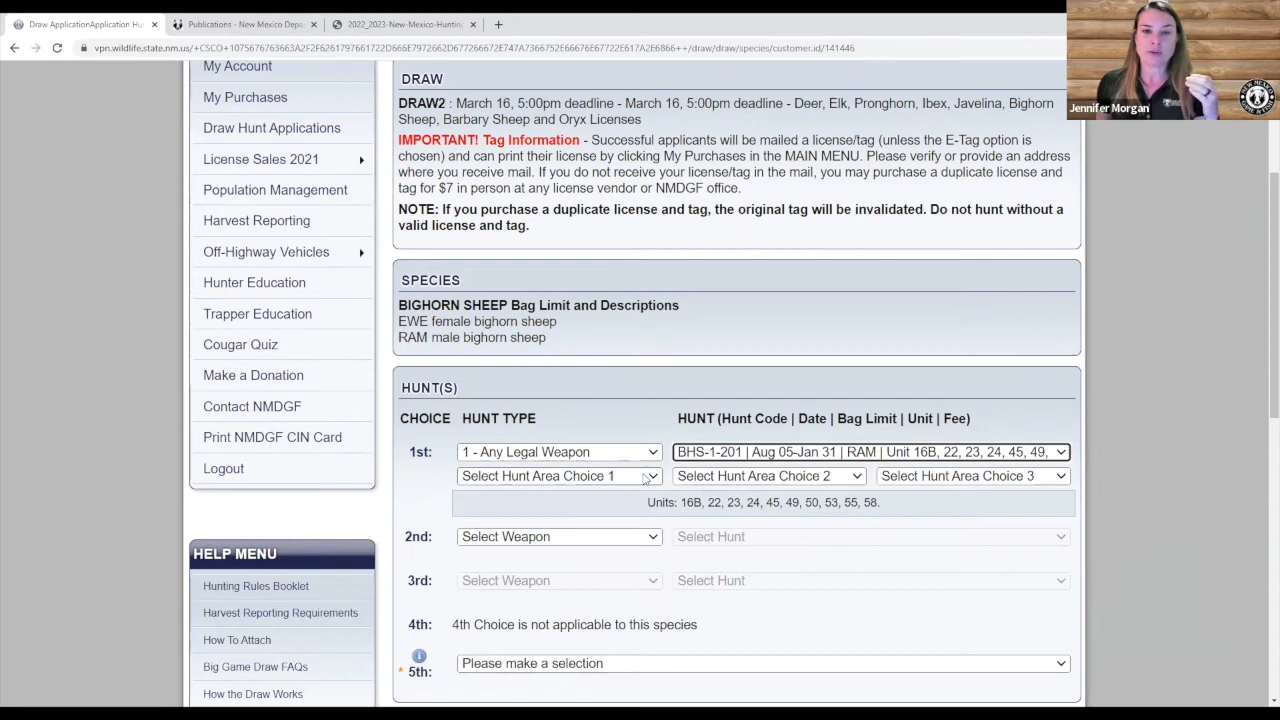 Draw ApplicationApplication Hu
Publications - New Mexico Depa
2022_2023-New-Mexico-Hunting
vpn.wildlife.state.nm.us/+CSCO+1075676763663A2F2F6261797661722D666E7972662D677266672E747A7366752E66676E67722E617A2E6866++/draw/draw/species/customer.id/141446
Jennifer Morgan
My Account
My Purchases
Draw Hunt Applications
License Sales 2021
Population Management
Harvest Reporting
Off-Highway Vehicles
Hunter Education
Trapper Education
Cougar Quiz
Make a Donation
Contact NMDGF
Print NMDGF CIN Card
Logout
HELP MENU
Hunting Rules Booklet
Harvest Reporting Requirements
How To Attach
Big Game Draw FAQs
How the Draw Works
DRAW
DRAW2 : March 16, 5:00pm deadline - March 16, 5:00pm deadline - Deer, Elk, Pronghorn, Ibex, Javelina, Bighorn
Sheep, Barbary Sheep and Oryx Licenses
IMPORTANT! Tag Information - Successful applicants will be mailed a license/tag (unless the E-Tag option is
chosen) and can print their license by clicking My Purchases in the MAIN MENU. Please verify or provide an address
where you receive mail. If you do not receive your license/tag in the mail, you may purchase a duplicate license and
tag for $7 in person at any license vendor or NMDGF office.
NOTE: If you purchase a duplicate license and tag, the original tag will be invalidated. Do not hunt without a
valid license and tag.
SPECIES
BIGHORN SHEEP Bag Limit and Descriptions
EWE female bighorn sheep
RAM male bighorn sheep
HUNT(S)
CHOICE HUNT TYPE HUNT (Hunt Code | Date | Bag Limit | Unit | Fee)
1st: 1 - Any Legal Weapon BHS-1-201 | Aug 05-Jan 31 | RAM | Unit 16B, 22, 23, 24, 45, 49,
Select Hunt Area Choice 1 Select Hunt Area Choice 2 Select Hunt Area Choice 3
Units: 16B, 22, 23, 24, 45, 49, 50, 53, 55, 58.
2nd: Select Weapon Select Hunt
3rd: Select Weapon Select Hunt
4th: 4th Choice is not applicable to this species
* 5th: Please make a selection